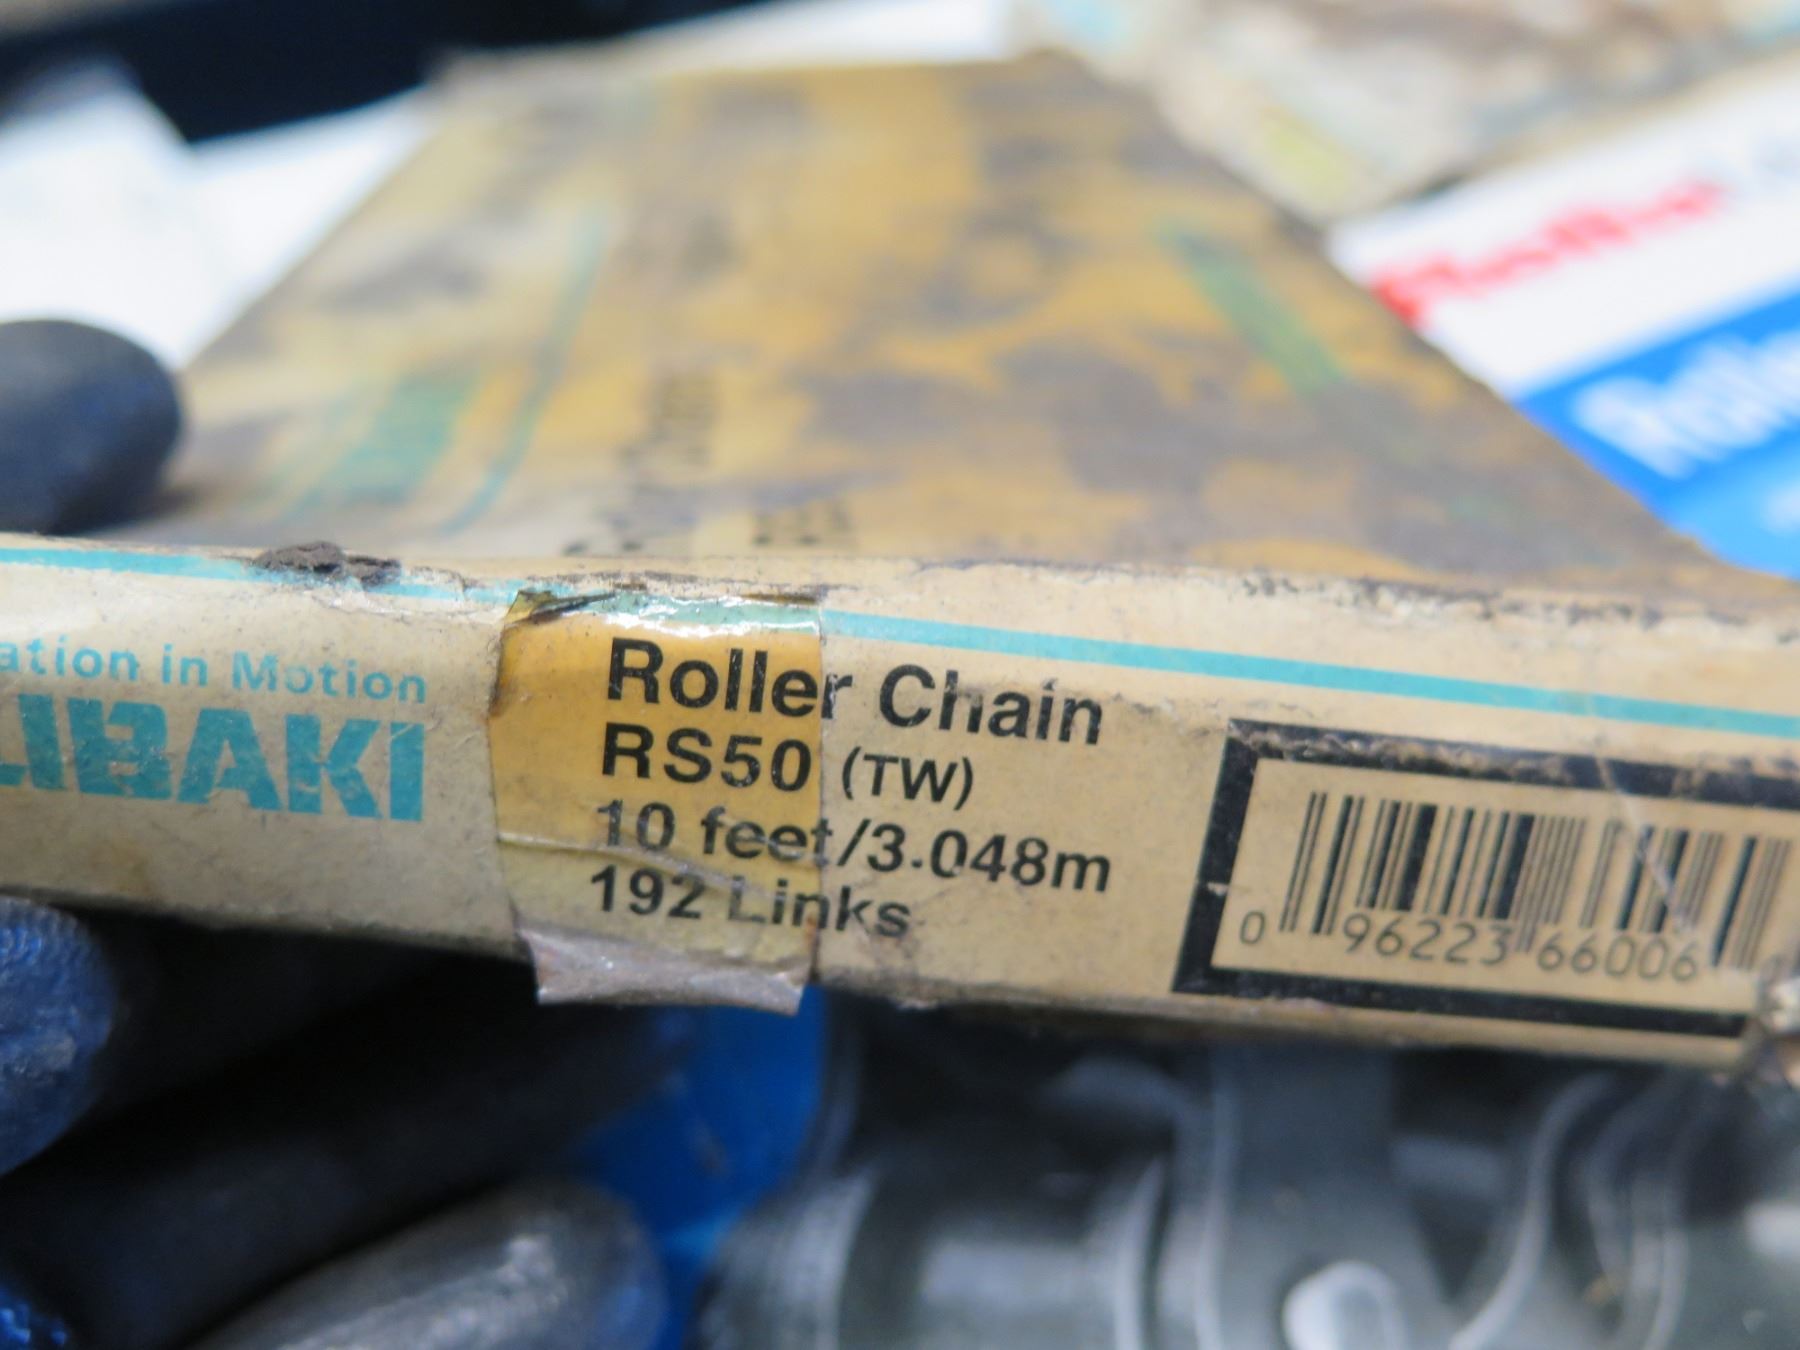 ation in Motion
UBAKI
Roller Chain
RS50 (TW)
10 feet/3.048m
192 Links
0 96223 66006